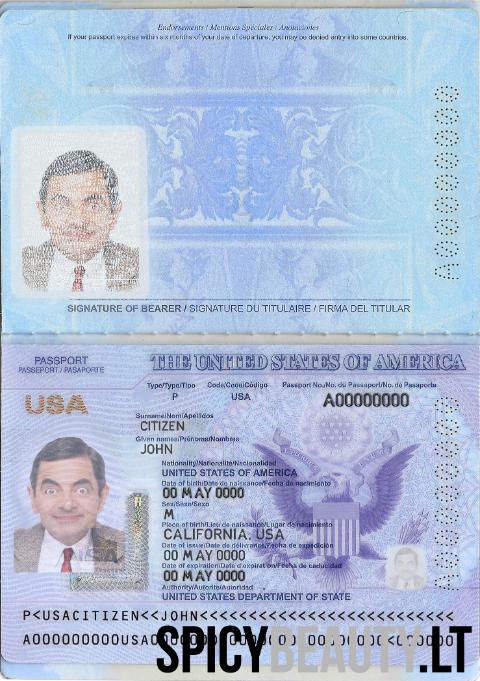 Endorsements / Mentions Spéciales / Anotaciones
If your passport expires within six months of your date of departure, you may be denied entry into some countries.
A00000000
SIGNATURE OF BEARER / SIGNATURE DU TITULAIRE / FIRMA DEL TITULAR
PASSPORT
PASSEPORT / PASAPORTE
THE UNITED STATES OF AMERICA
USA
Type/Type/Tipo Code/Code/Código Passport No./No. du Passeport/No. de Pasaporte
P USA A00000000
Surname/Nom/Apellidos
CITIZEN
Given names/Prénoms/Nombres
JOHN
Nationality/Nationalité/Nacionalidad
UNITED STATES OF AMERICA
Date of birth/Date de naissance/Fecha de nacimiento
00 MAY 0000
Sex/Sexe/Sexo
M
Place of birth/Lieu de naissance/Lugar de nacimiento
CALIFORNIA, USA
Date of issue/Date de délivrance/Fecha de expedición
00 MAY 0000
Date of expiration/Date d'expiration/Fecha de caducidad
00 MAY 0000
Authority/Autorité/Autoridad
UNITED STATES DEPARTMENT OF STATE
P<USACITIZEN<<JOHN<<<<<<<<<<<<<<<<<<<<<<<<<<
SPICYBEAUTY.LT